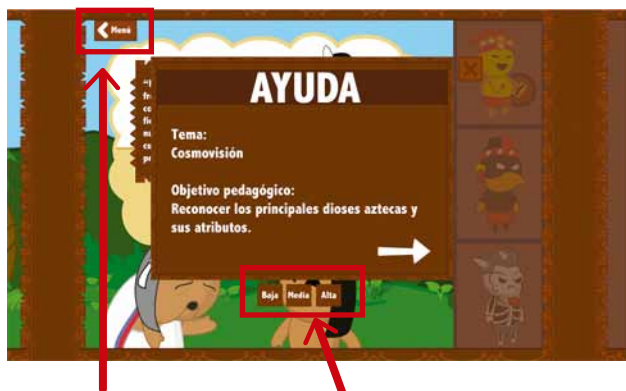 Menú
AYUDA
Tema:
Cosmovisión
Objetivo pedagógico:
Reconocer los principales dioses aztecas y
sus atributos.
Baja Media Alta